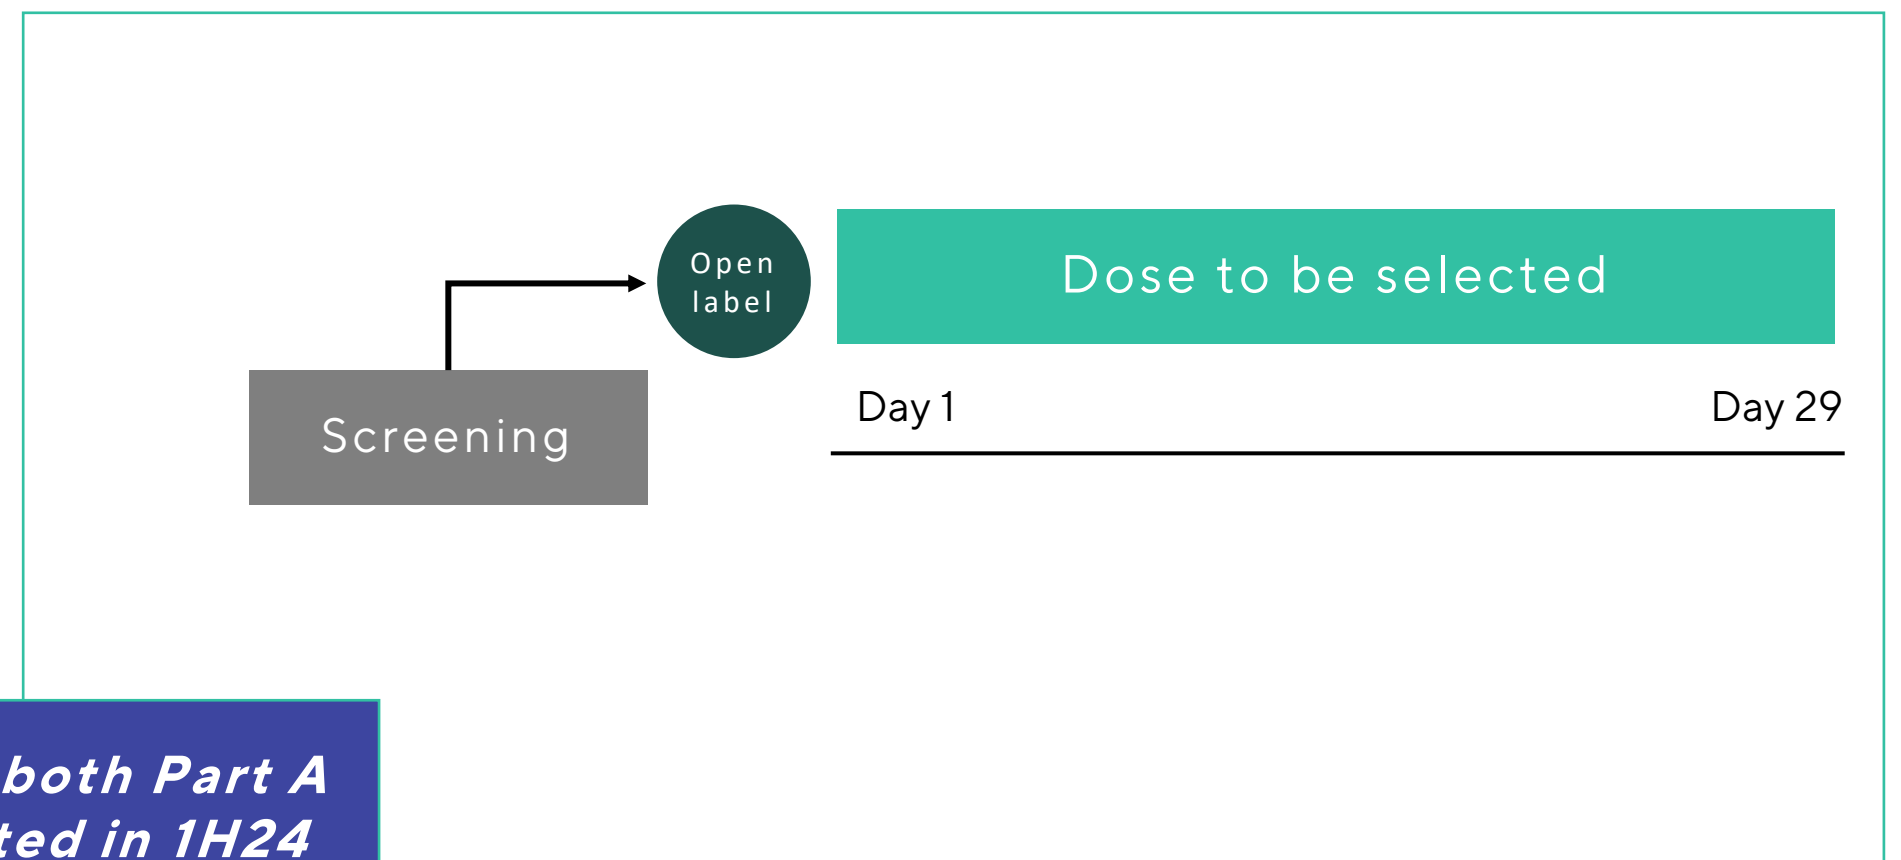 Open
label
Dose to be selected
Day 1
Day 29
Screening
both Part A
ted in 1H24